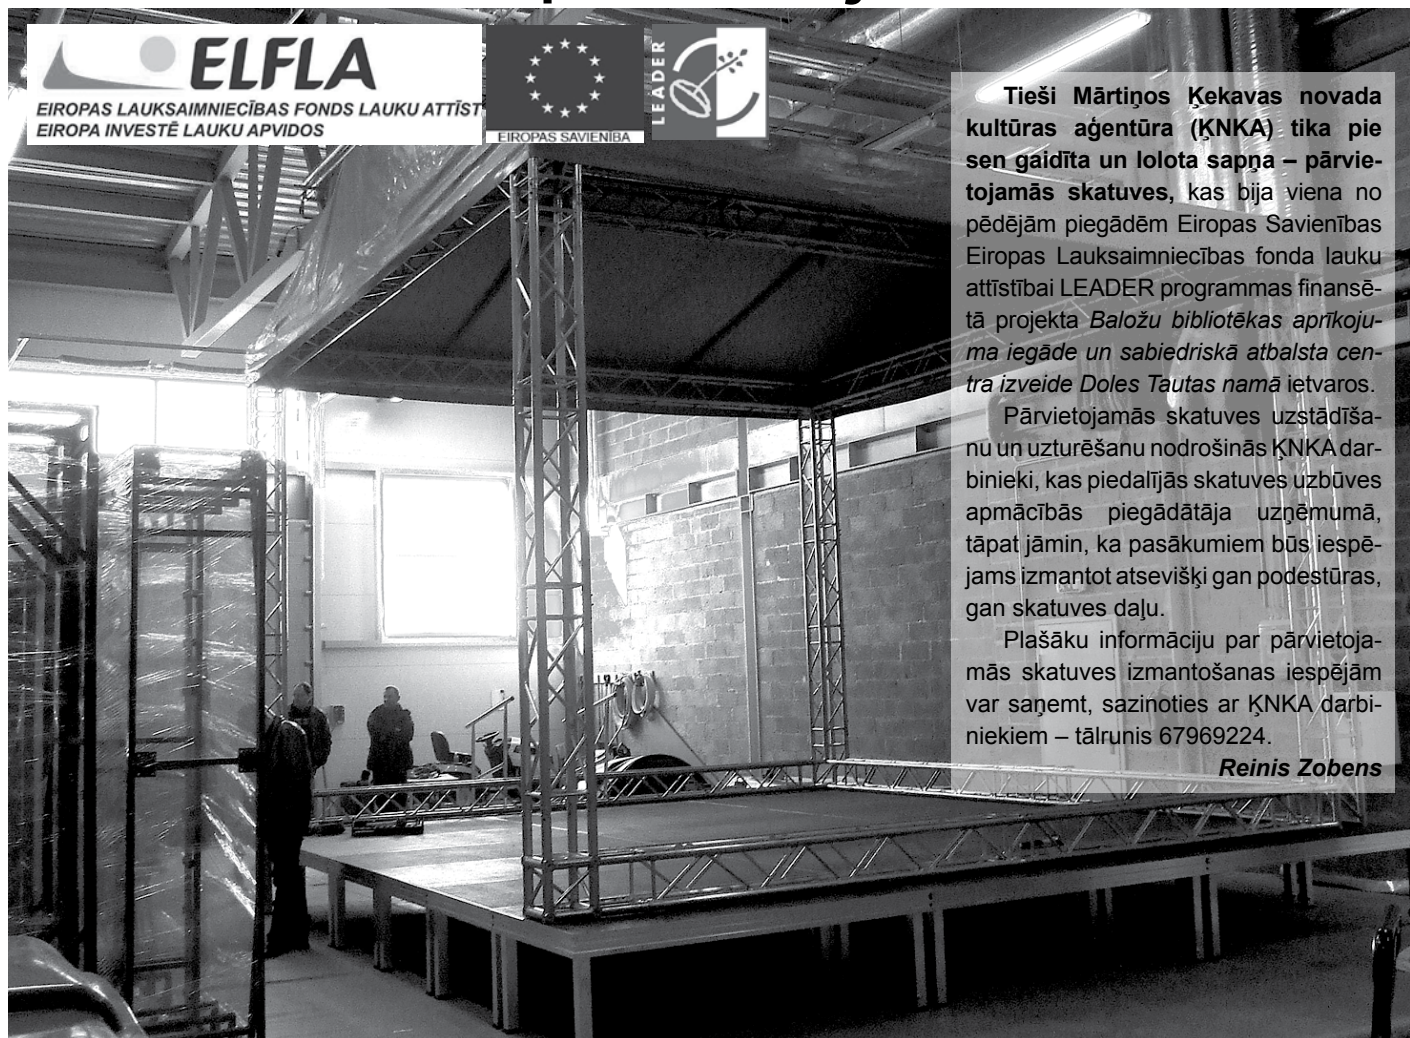 ELFLA
EIROPAS LAUKSAIMNIECĪBAS FONDS LAUKU ATTĪST
EIROPA INVESTĒ LAUKU APVIDOS
EIROPAS SAVIENĪBA
LEADER
Tieši Mārtiņos Ķekavas novada
kultūras aģentūra (ĶNKA) tika pie
sen gaidīta un lolota sapņa – pārvie-
tojamās skatuves, kas bija viena no
pēdējām piegādēm Eiropas Savienības
Eiropas Lauksaimniecības fonda lauku
attīstībai LEADER programmas finansē-
tā projekta Baložu bibliotēkas aprīkoju-
ma iegāde un sabiedriskā atbalsta cen-
tra izveide Doles Tautas namā ietvaros.
Pārvietojamās skatuves uzstādīša-
nu un uzturēšanu nodrošinās ĶNKA dar-
binieki, kas piedalījās skatuves uzbūves
apmācībās piegādātāja uzņēmumā,
tāpat jāmin, ka pasākumiem būs iespē-
jams izmantot atsevišķi gan podestūras,
gan skatuves daļu.
Plašāku informāciju par pārvietoja-
mās skatuves izmantošanas iespējām
var saņemt, sazinoties ar ĶNKA darbi-
niekiem – tālrunis 67969224.
Reinis Zobens